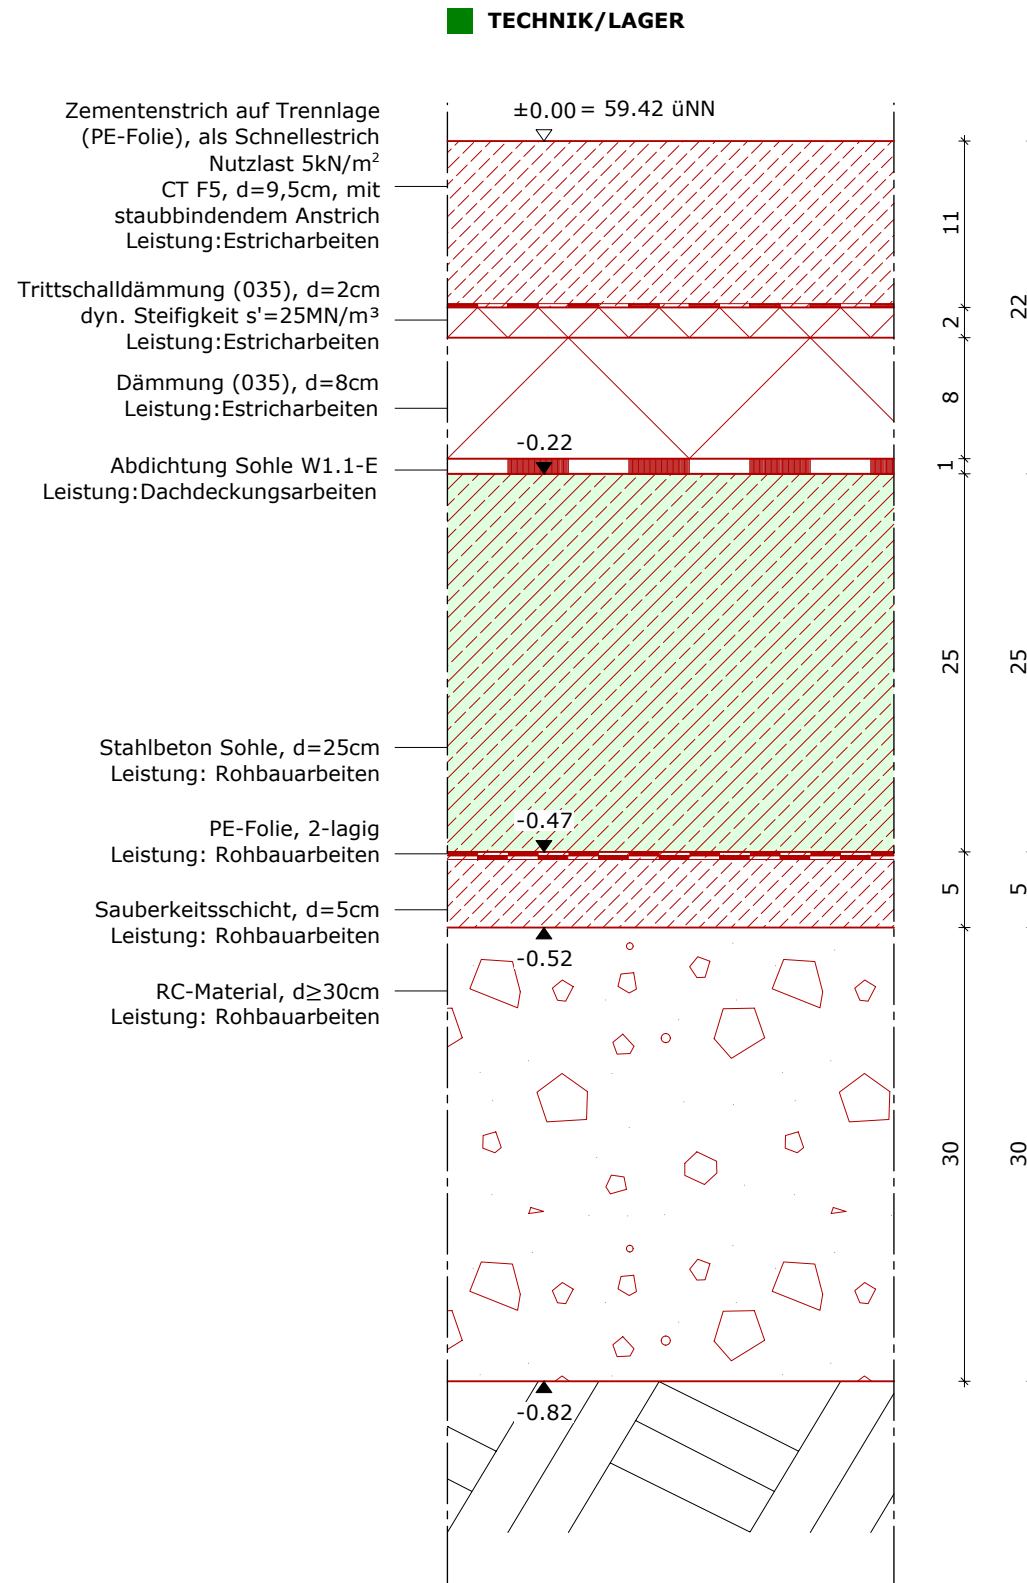 TECHNIK/LAGER
Zementenstrich auf Trennlage
(PE-Folie), als Schnellestrich
Nutzlast 5kN/m²
CT F5, d=9,5cm, mit
staubbindendem Anstrich
Leistung:Estricharbeiten
Trittschalldämmung (035), d=2cm
dyn. Steifigkeit s'=25MN/m³
Leistung:Estricharbeiten
Dämmung (035), d=8cm
Leistung:Estricharbeiten
Abdichtung Sohle W1.1-E
Leistung:Dachdeckungsarbeiten
Stahlbeton Sohle, d=25cm
Leistung: Rohbauarbeiten
PE-Folie, 2-lagig
Leistung: Rohbauarbeiten
Sauberkeitsschicht, d=5cm
Leistung: Rohbauarbeiten
RC-Material, d≥30cm
Leistung: Rohbauarbeiten
±0.00 = 59.42 üNN
-0.22
-0.47
-0.52
-0.82
11
2
8
1
25
5
30
22
25
5
30